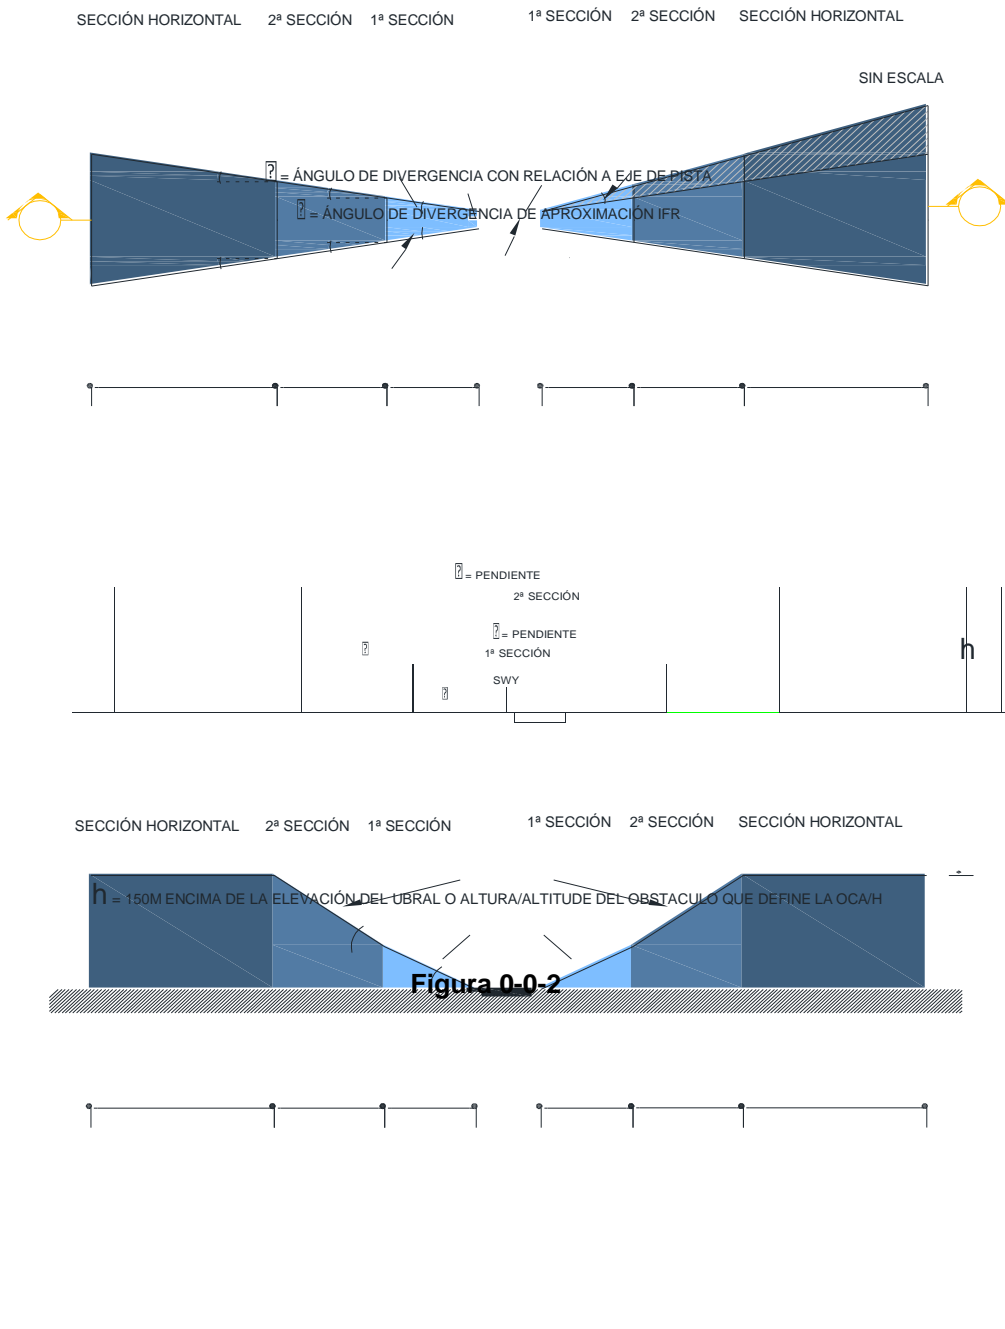 SECCIÓN HORIZONTAL 2ª SECCIÓN 1ª SECCIÓN 1ª SECCIÓN 2ª SECCIÓN SECCIÓN HORIZONTAL
SIN ESCALA
= ÁNGULO DE DIVERGENCIA CON RELACIÓN A EJE DE PISTA
= ÁNGULO DE DIVERGENCIA DE APROXIMACIÓN IFR
= PENDIENTE
2ª SECCIÓN
= PENDIENTE
1ª SECCIÓN
h
SWY
SECCIÓN HORIZONTAL 2ª SECCIÓN 1ª SECCIÓN 1ª SECCIÓN 2ª SECCIÓN SECCIÓN HORIZONTAL
h = 150M ENCIMA DE LA ELEVACIÓN DEL UBRAL O ALTURA/ALTITUDE DEL OBSTACULO QUE DEFINE LA OCA/H
Figura 0-0-2